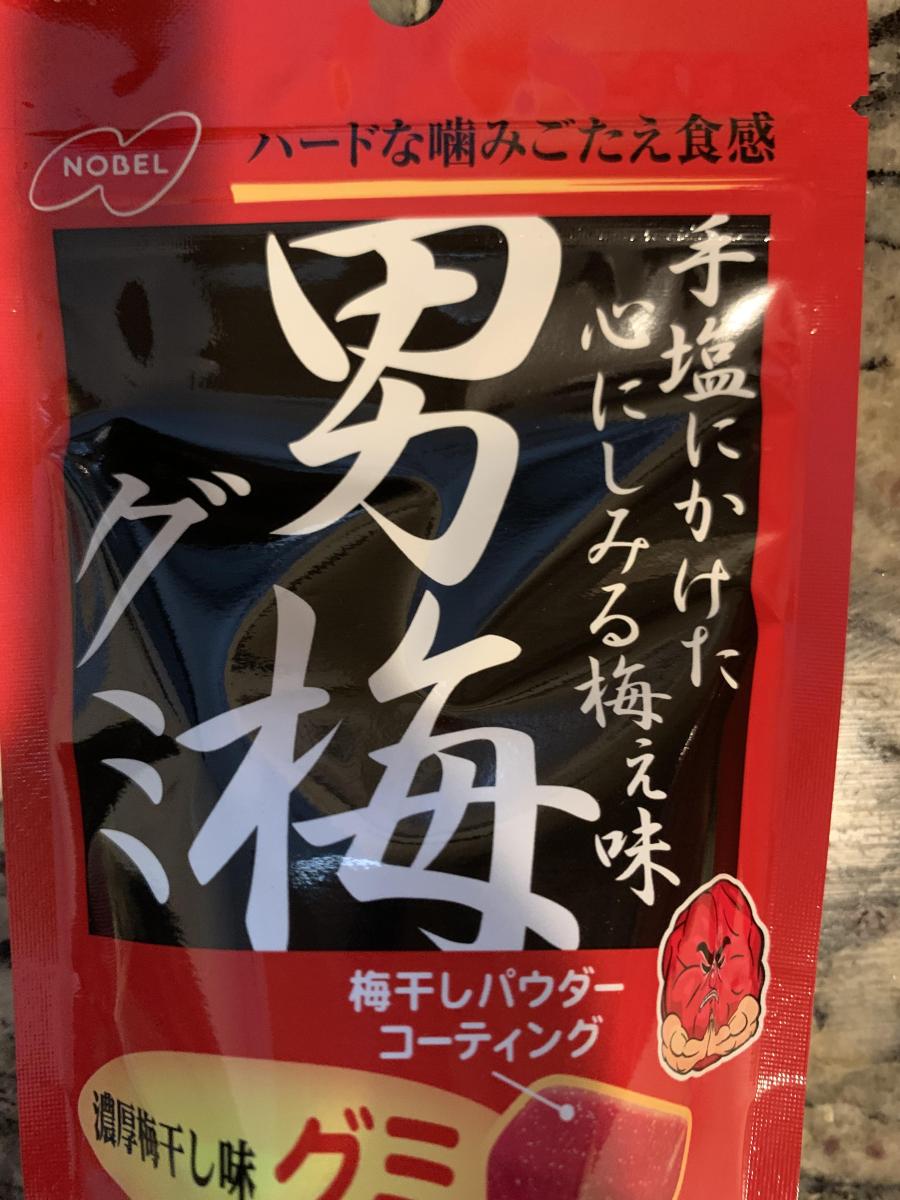 NOBEL
ハードな噛みごたえ食感
手塩にかけた
心にしみる梅ぇ味
男梅
グミ
梅干しパウダー
コーティング
濃厚梅干し味
グミ